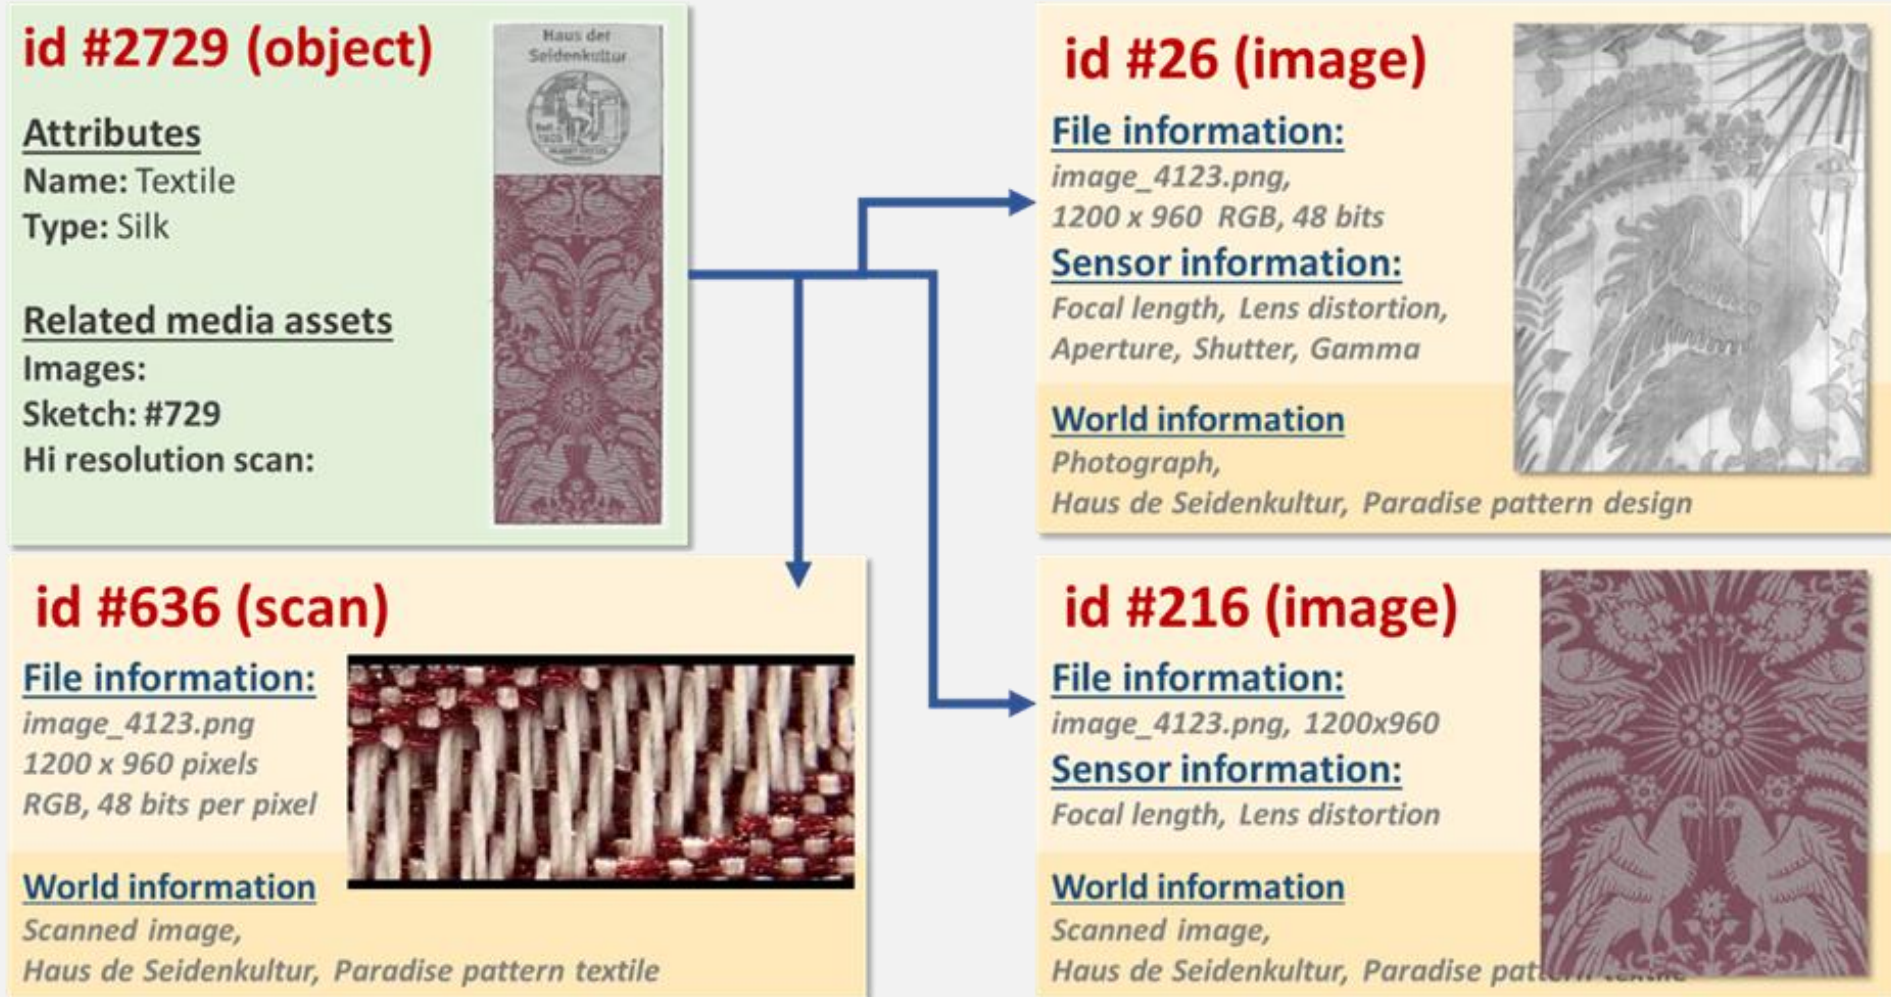 id #2729 (object)
Attributes
Name: Textile
Type: Silk
Related media assets
Images:
Sketch: #729
Hi resolution scan:
Haus der
Seidenkultur
id #26 (image)
File information:
image_4123.png,
1200 x 960 RGB, 48 bits
Sensor information:
Focal length, Lens distortion,
Aperture, Shutter, Gamma
World information
Photograph,
Haus de Seidenkultur, Paradise pattern design
id #636 (scan)
File information:
image_4123.png
1200 x 960 pixels
RGB, 48 bits per pixel
World information
Scanned image,
Haus de Seidenkultur, Paradise pattern textile
id #216 (image)
File information:
image_4123.png, 1200x960
Sensor information:
Focal length, Lens distortion
World information
Scanned image,
Haus de Seidenkultur, Paradise